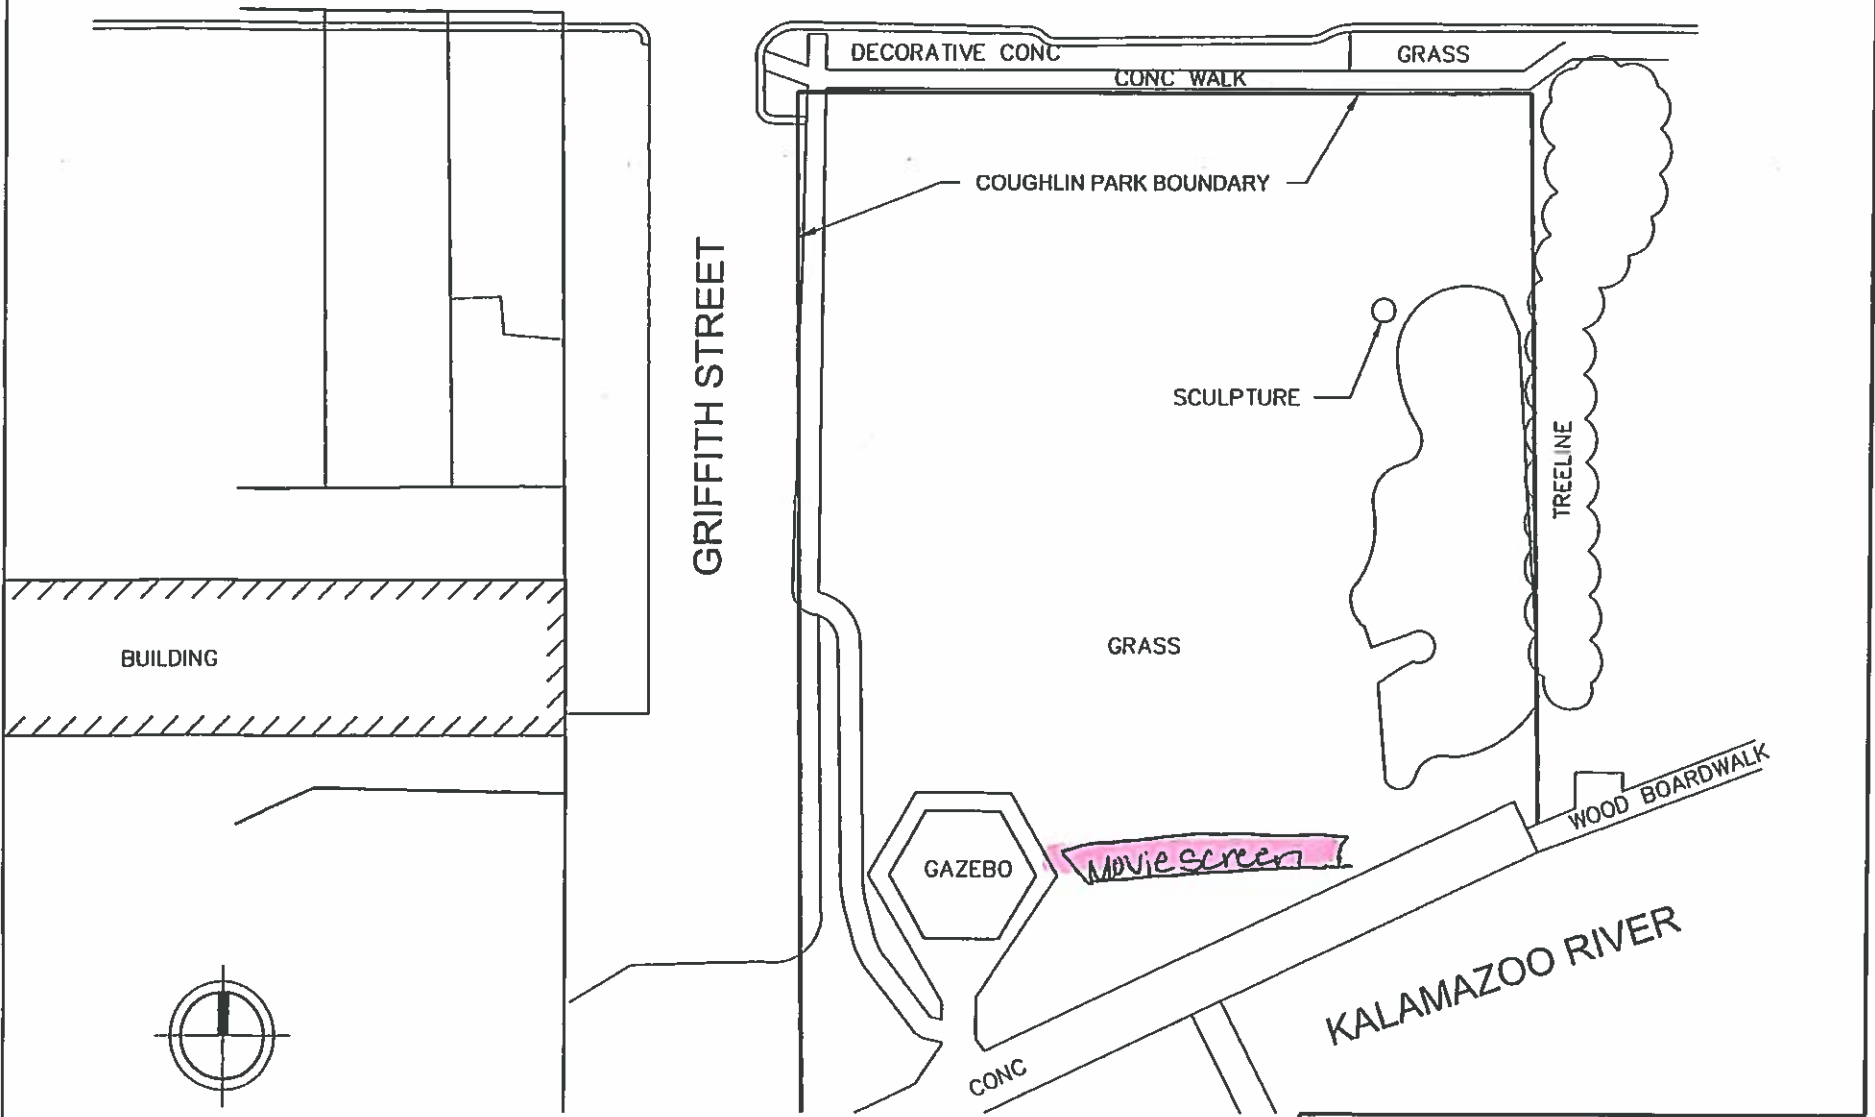 DECORATIVE CONC
GRASS
CONC WALK
COUGHLIN PARK BOUNDARY
GRIFFITH STREET
SCULPTURE
TREELINE
GRASS
BUILDING
WOOD BOARDWALK
GAZEBO
Movie Screen
KALAMAZOO RIVER
CONC